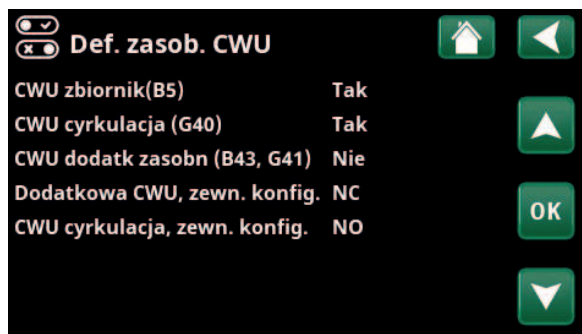 Def. zasob. CWU
CWU zbiornik(B5) Tak
CWU cyrkulacja (G40) Tak
CWU dodatk zasobn (B43, G41) Nie
Dodatkowa CWU, zewn. konfig. NC
CWU cyrkulacja, zewn. konfig. NO
OK